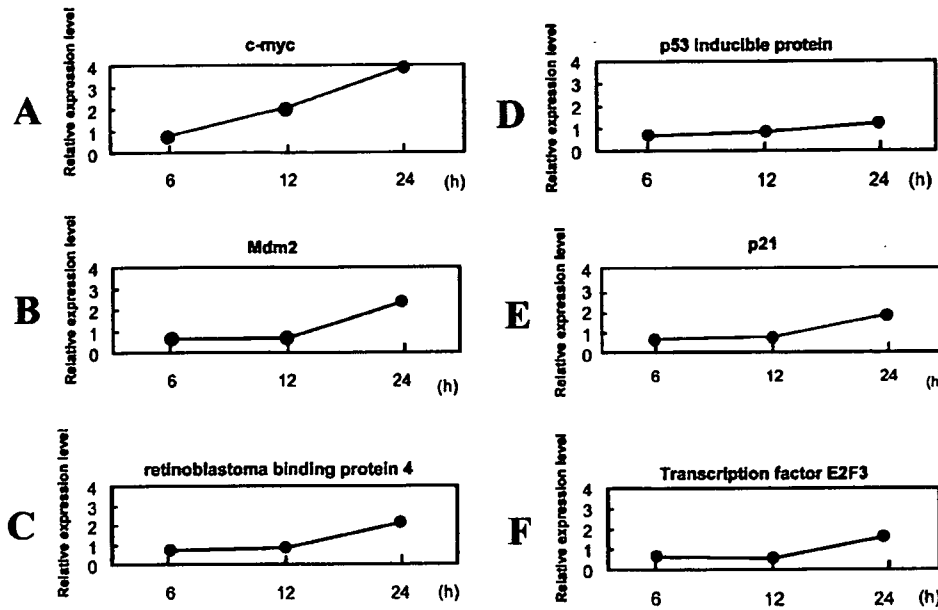 A
c-myc
Relative expression level
4
3
2
1
0
6 12 24 (h)
B
Mdm2
Relative expression level
4
3
2
1
0
6 12 24 (h)
C
retinoblastoma binding protein 4
Relative expression level
4
3
2
1
0
6 12 24 (h)
D
p53 inducible protein
Relative expression level
4
3
2
1
0
6 12 24 (h)
E
p21
Relative expression level
4
3
2
1
0
6 12 24 (h
F
Transcription factor E2F3
Relative expression level
4
3
2
1
0
6 12 24 (h)